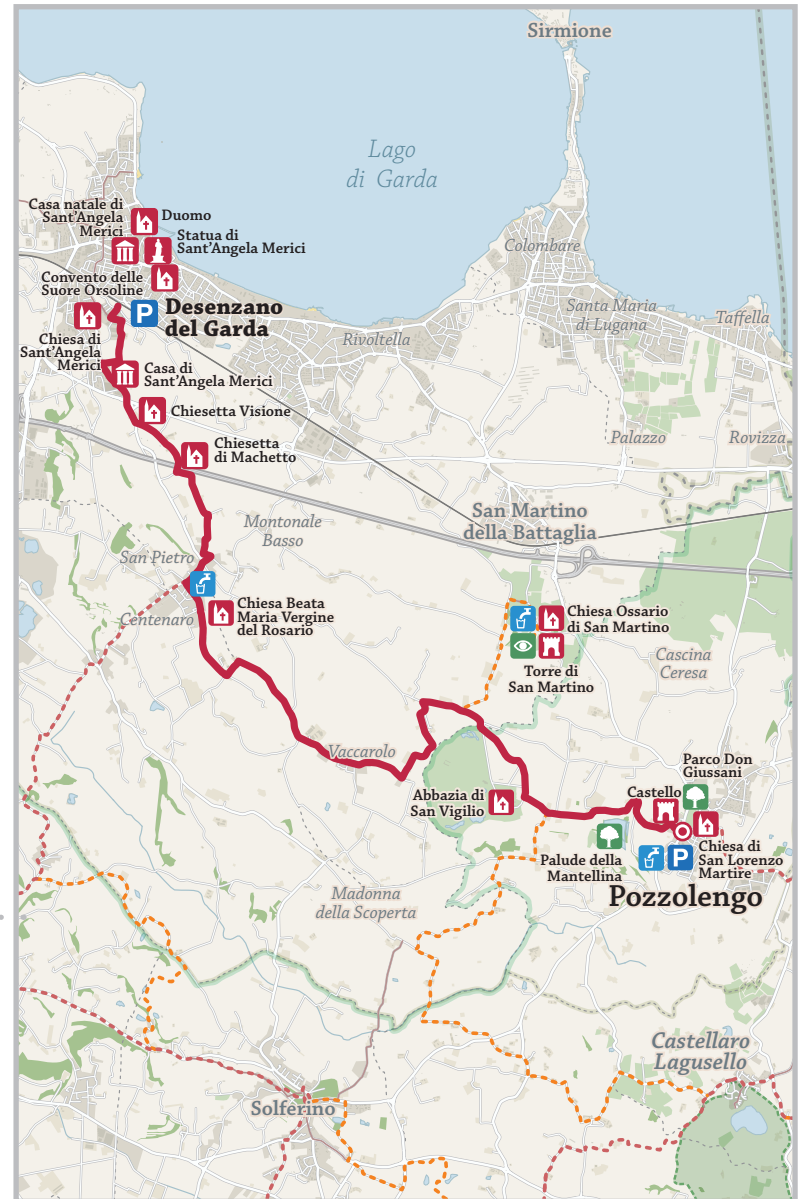 Sirmione
Lago
di Garda
Casa natale di
Sant'Angela
Merici
Duomo
Statua di
Sant'Angela Merici
Colombare
Convento delle
Suore Orsoline
P
Desenzano
del Garda
Santa Maria
di Lugana
Taffella
Rivoltella
Chiesa di
Sant'Angela
Merici
Casa di
Sant'Angela Merici
Chiesetta Visione
Chiesetta
di Machetto
Palazzo
Rovizza
San Martino
della Battaglia
Montonale
Basso
San Pietro
Centenaro
Chiesa Beata
Maria Vergine
del Rosario
Chiesa Ossario
di San Martino
Torre di
San Martino
Cascina
Ceresa
Vaccarolo
Parco Don
Giussani
Abbazia di
San Vigilio
Castello
Palude della
Mantellina
P
Chiesa di
San Lorenzo
Martire
Pozzolengo
Madonna
della Scoperta
Castellaro
Lagusello
Solferino